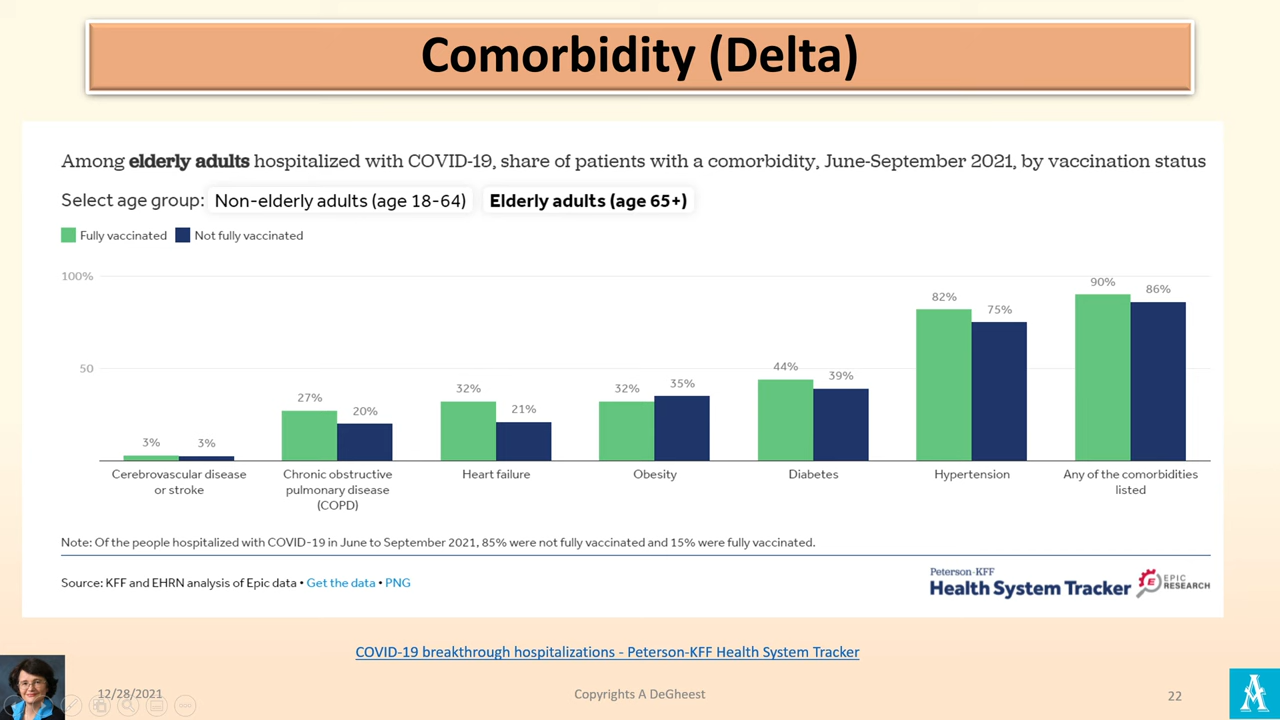 Comorbidity (Delta)
Among elderly adults hospitalized with COVID-19, share of patients with a comorbidity, June-September 2021, by vaccination status
Select age group: Non-elderly adults (age 18-64) Elderly adults (age 65+)
Fully vaccinated Not fully vaccinated
100%
50
3% 3%
27% 20%
32% 21%
32% 35%
44% 39%
82% 75%
90% 86%
Cerebrovascular disease
or stroke
Chronic obstructive
pulmonary disease
(COPD)
Heart failure
Obesity
Diabetes
Hypertension
Any of the comorbidities
listed
Note: Of the people hospitalized with COVID-19 in June to September 2021, 85% were not fully vaccinated and 15% were fully vaccinated.
Source: KFF and EHRN analysis of Epic data • Get the data • PNG
Peterson-KFF
Health System Tracker
EPIC
RESEARCH
COVID-19 breakthrough hospitalizations - Peterson-KFF Health System Tracker
12/28/2021
Copyrights A DeGheest
22